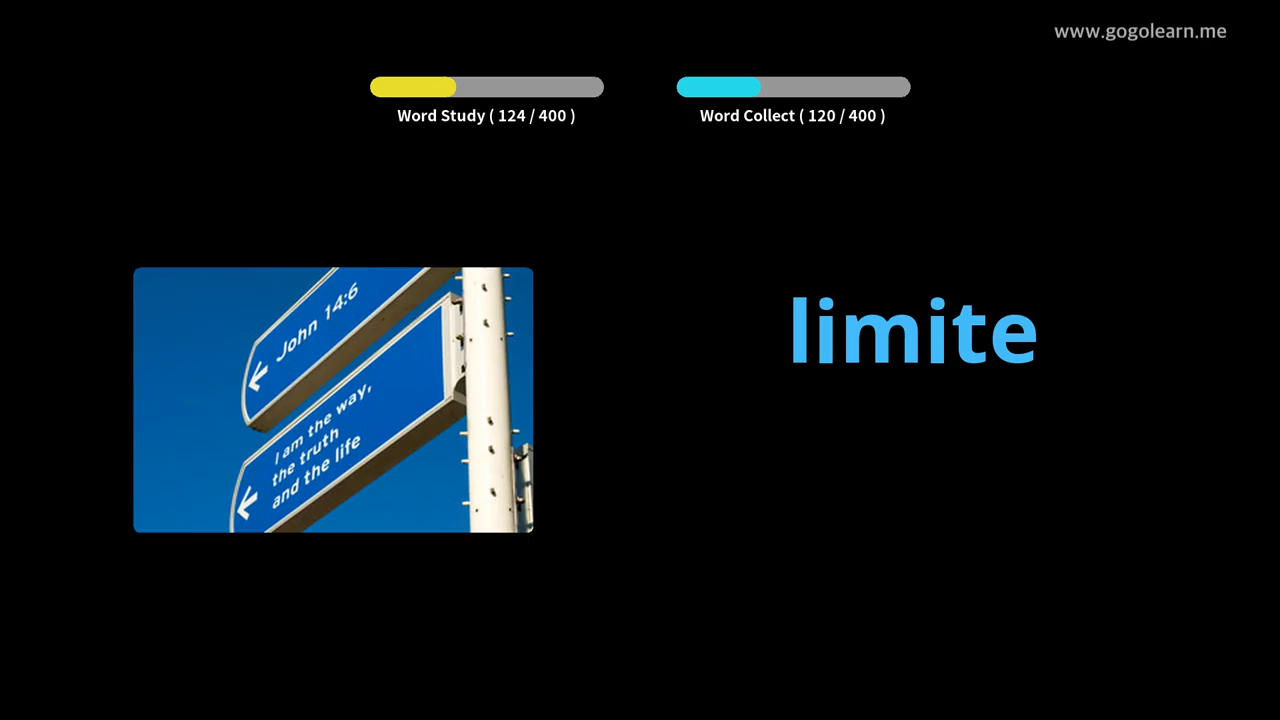 www.gogolearn.me
Word Study ( 124 / 400 )
Word Collect ( 120 / 400 )
John 14:6
I am the way,
the truth
and the life
limite